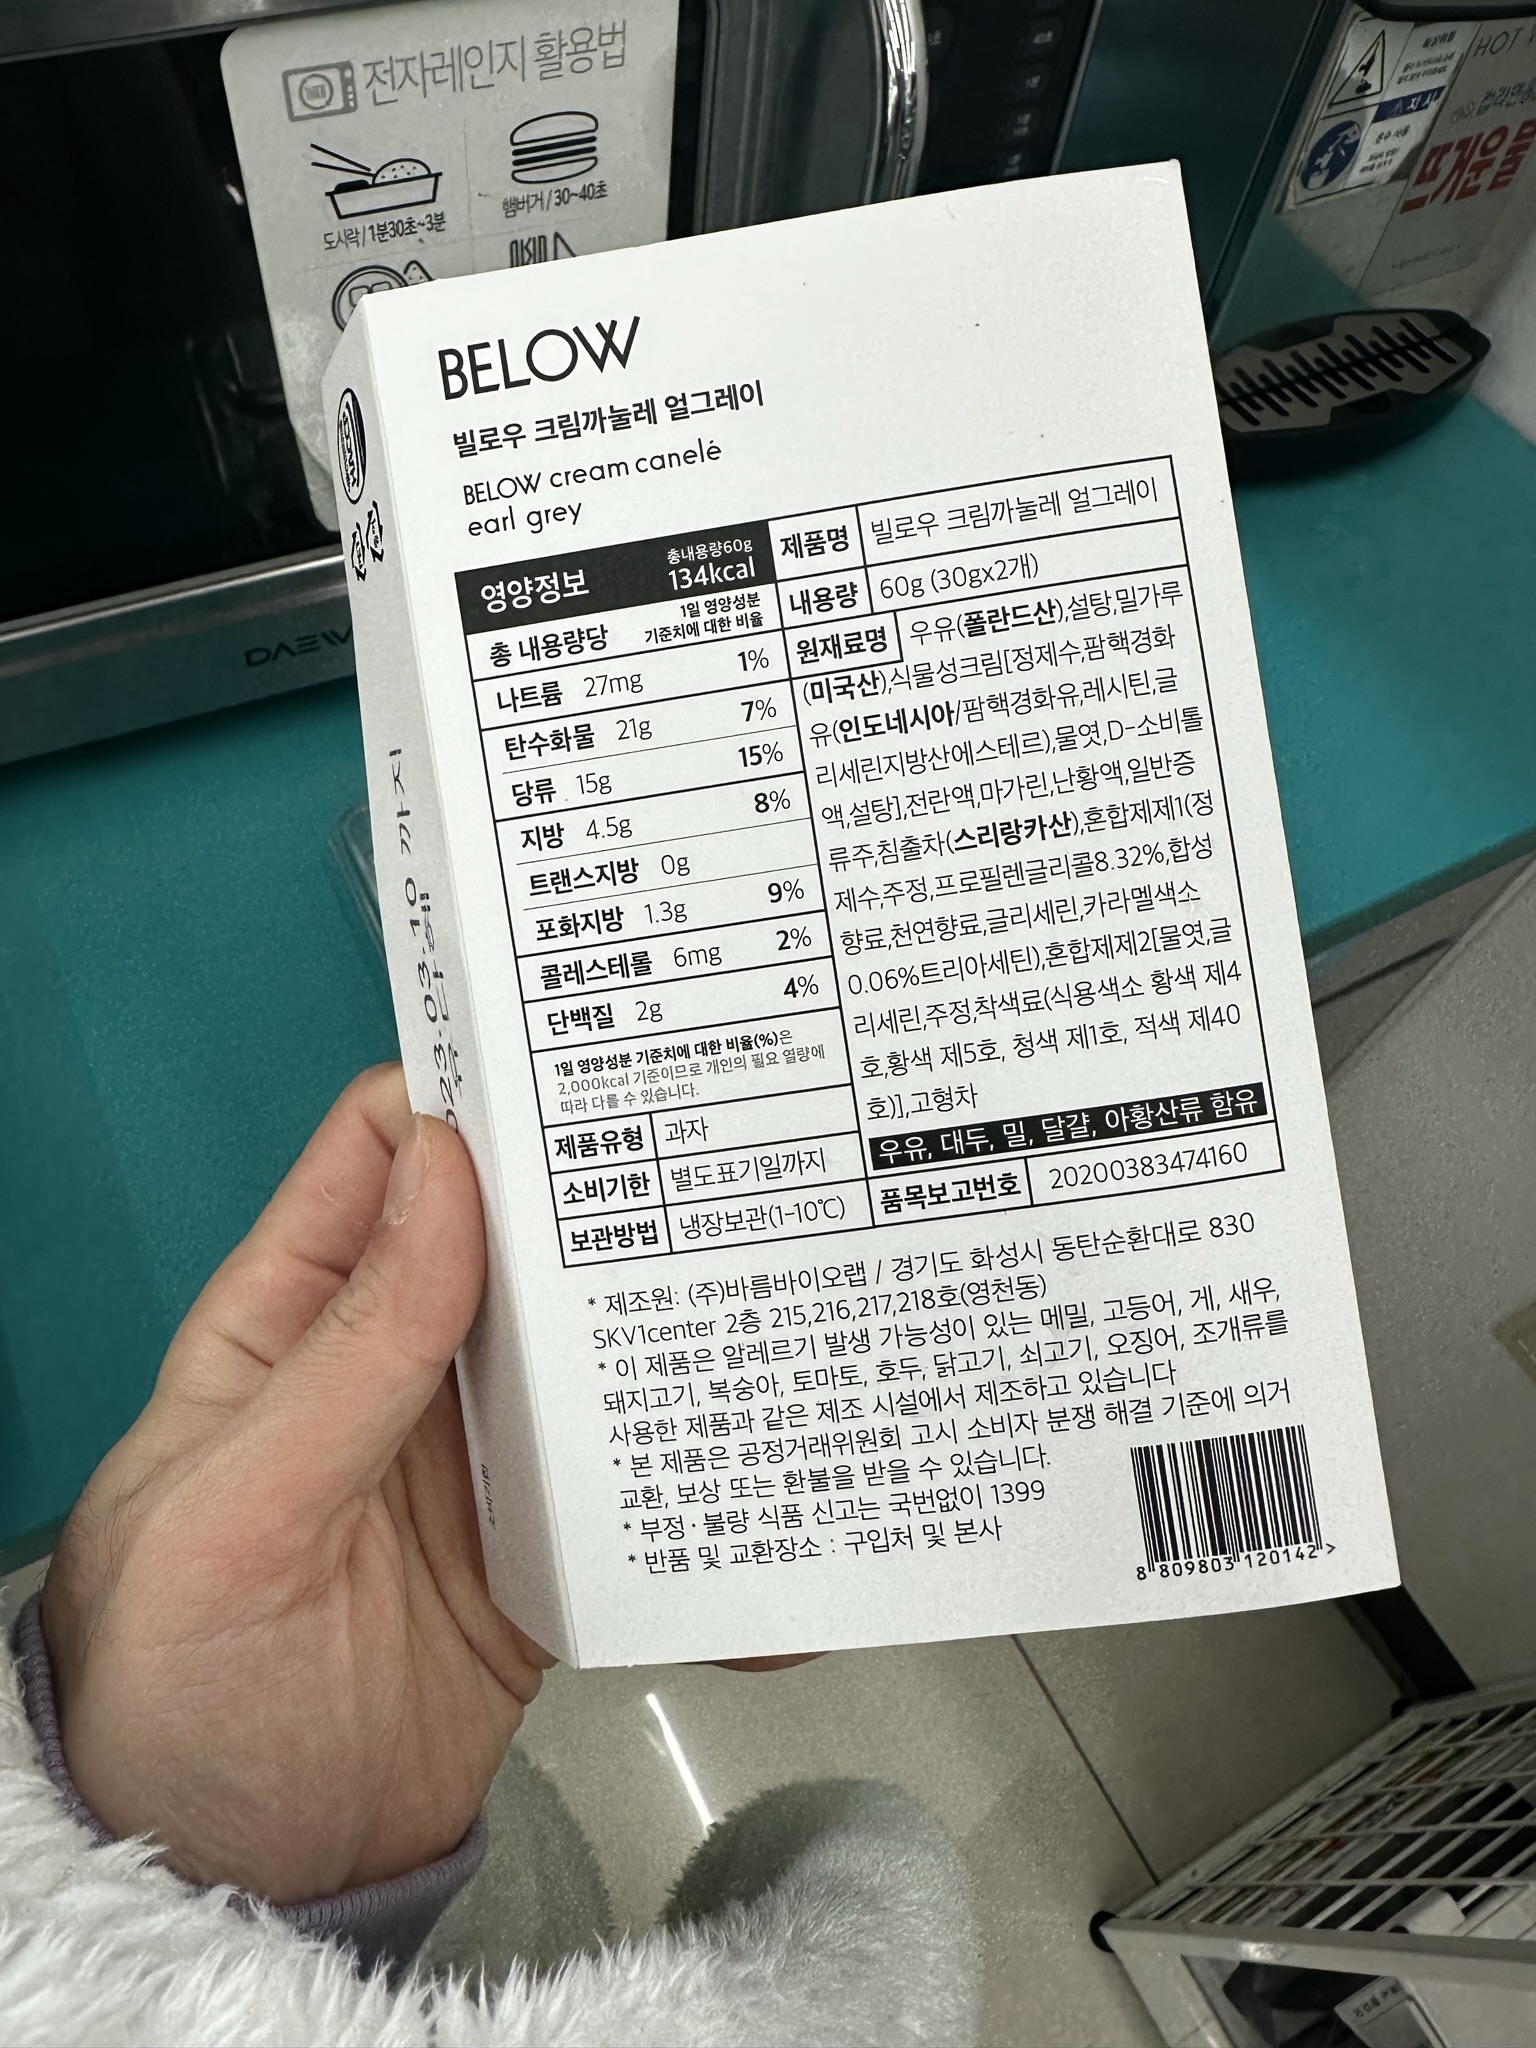 전자레인지 활용법
도시락 / 1분30초~3분
햄버거 / 30~40초
HOT
지시
뜨거운물
DAEW
BELOW
빌로우 크림까눌레 얼그레이
BELOW cream canelé
earl grey
영양정보
총내용량60g
134kcal
총 내용량당
1일 영양성분
기준치에 대한 비율
나트륨 27mg 1%
탄수화물 21g 7%
당류 15g 15%
지방 4.5g 8%
트랜스지방 0g
포화지방 1.3g 9%
콜레스테롤 6mg 2%
단백질 2g 4%
1일 영양성분 기준치에 대한 비율(%)은
2,000kcal 기준이므로 개인의 필요 열량에
따라 다를 수 있습니다.
제품유형 과자
소비기한 별도표기일까지
보관방법 냉장보관(1-10℃)
제품명 빌로우 크림까눌레 얼그레이
내용량 60g (30gx2개)
원재료명 우유(폴란드산),설탕,밀가루
(미국산),식물성크림[정제수,팜핵경화
유(인도네시아/팜핵경화유,레시틴,글
리세린지방산에스테르),물엿,D-소비톨
액,설탕],전란액,마가린,난황액,일반증
류주,침출차(스리랑카산),혼합제제1(정
제수,주정,프로필렌글리콜8.32%,합성
향료,천연향료,글리세린,카라멜색소
0.06%트리아세틴),혼합제제2[물엿,글
리세린,주정,착색료(식용색소 황색 제4
호,황색 제5호, 청색 제1호, 적색 제40
호)],고형차
우유, 대두, 밀, 달걀, 아황산류 함유
품목보고번호 20200383474160
* 제조원: (주)바름바이오랩 / 경기도 화성시 동탄순환대로 830
SKV1center 2층 215,216,217,218호(영천동)
* 이 제품은 알레르기 발생 가능성이 있는 메밀, 고등어, 게, 새우,
돼지고기, 복숭아, 토마토, 호두, 닭고기, 쇠고기, 오징어, 조개류를
사용한 제품과 같은 제조 시설에서 제조하고 있습니다
* 본 제품은 공정거래위원회 고시 소비자 분쟁 해결 기준에 의거
교환, 보상 또는 환불을 받을 수 있습니다.
* 부정·불량 식품 신고는 국번없이 1399
* 반품 및 교환장소 : 구입처 및 본사
8 809803 120142 >
023.03.10 까지